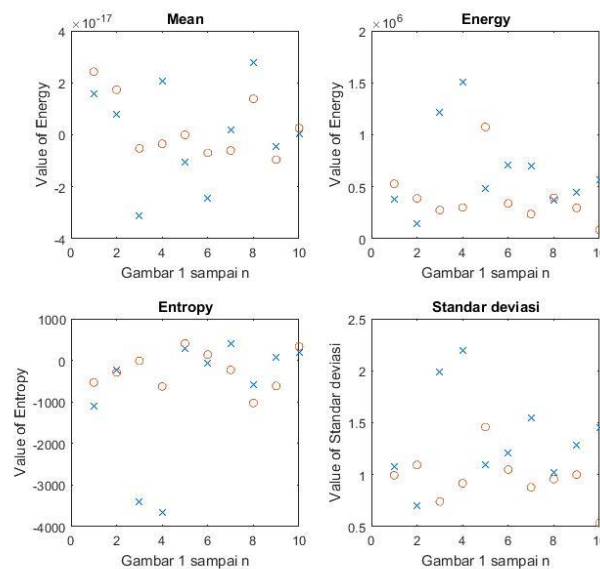 ×10⁻¹⁷ Mean
4
2
0
-2
-4
Value of Energy
0 2 4 6 8 10
Gambar 1 sampai n
×10⁶ Energy
2
1.5
1
0.5
0
Value of Energy
0 2 4 6 8 10
Gambar 1 sampai n
Entropy
1000
0
-1000
-2000
-3000
-4000
Value of Entropy
0 2 4 6 8 10
Gambar 1 sampai n
Standar deviasi
2.5
2
1.5
1
0.5
Value of Standar deviasi
0 2 4 6 8 10
Gambar 1 sampai n